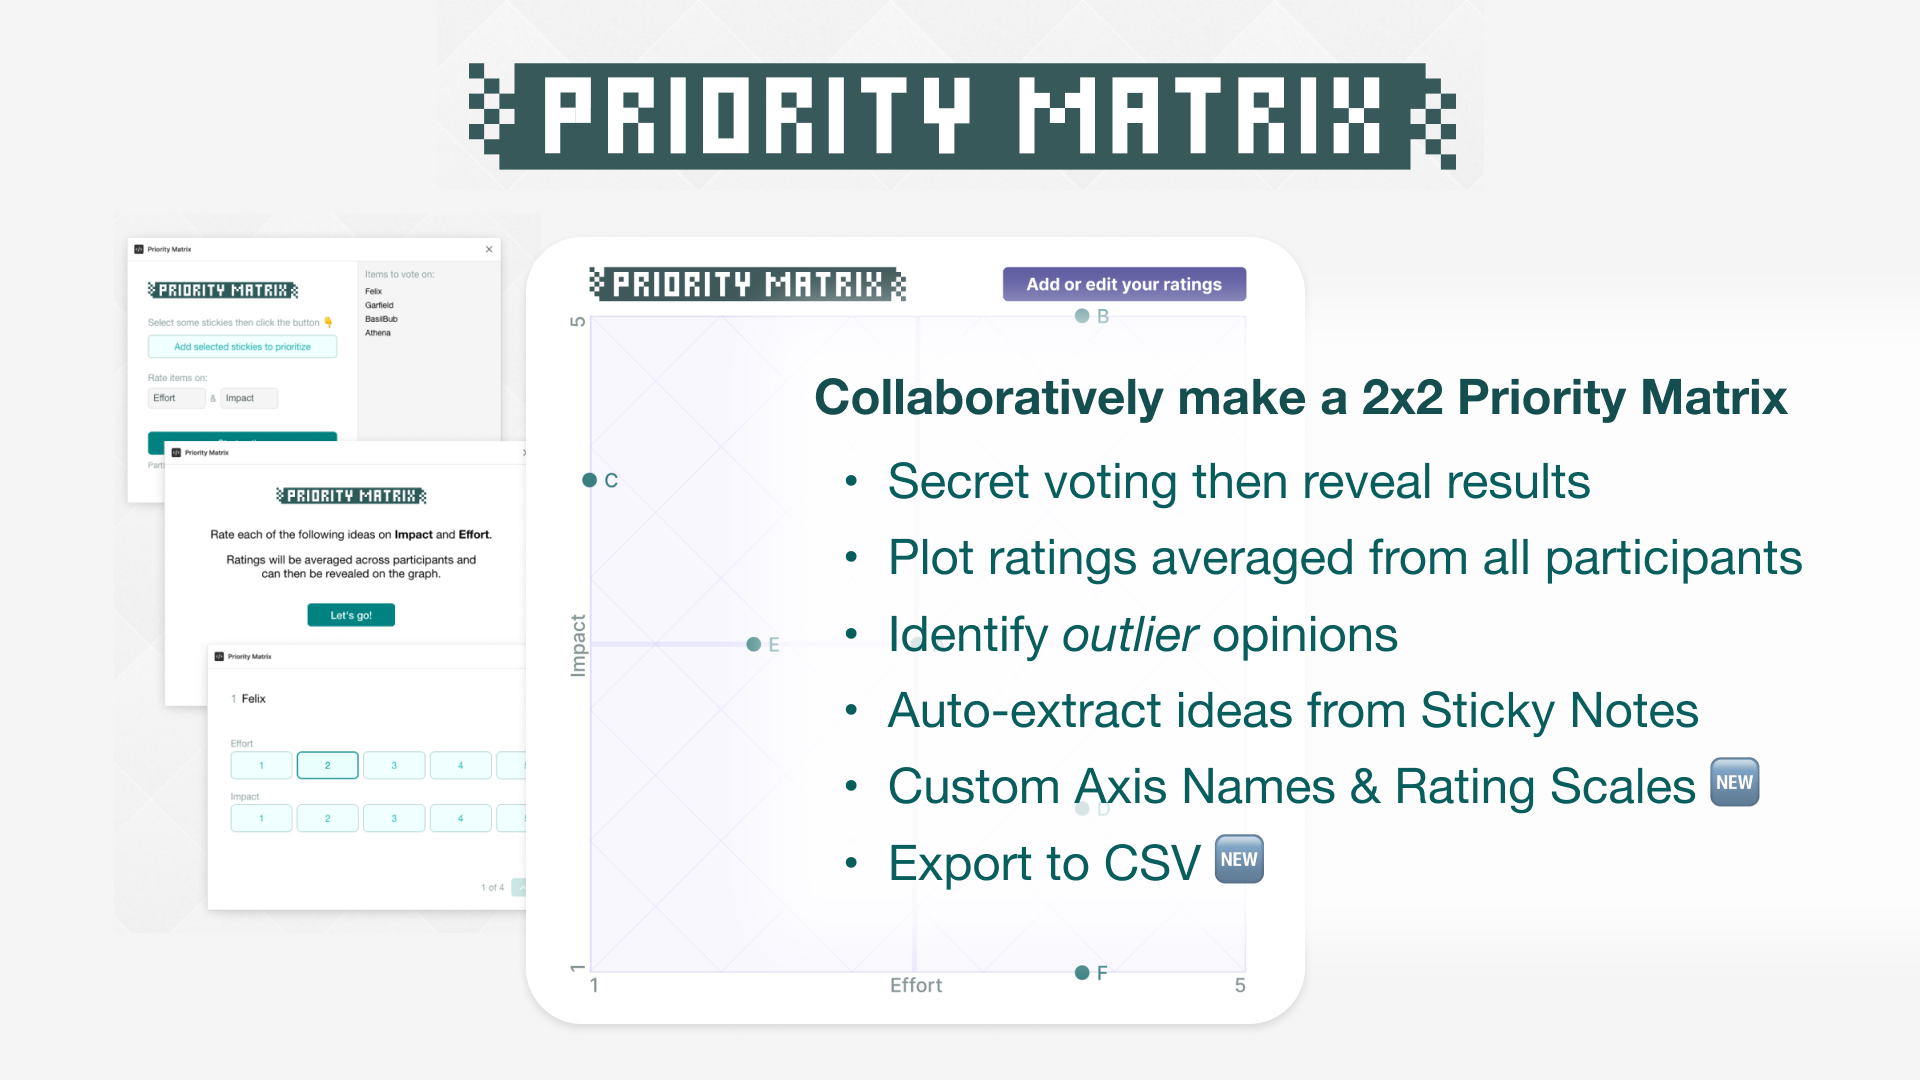 PRIORITY MATRIX
Priority Matrix
PRIORITY MATRIX
Select some stickies then click the button 👇
Add selected stickies to prioritize
Rate items on:
Effort & Impact
Items to vote on:
Felix
Garfield
BasilBub
Athena
Priority Matrix
PRIORITY MATRIX
Rate each of the following ideas on Impact and Effort.
Ratings will be averaged across participants and
can then be revealed on the graph.
Let's go!
Priority Matrix
1 Felix
Effort
1 2 3 4
Impact
1 2 3 4
1 of 4
PRIORITY MATRIX
Add or edit your ratings
5
B
C
Impact
E
D
1
F
1
Effort
5
Collaboratively make a 2x2 Priority Matrix
• Secret voting then reveal results
• Plot ratings averaged from all participants
• Identify outlier opinions
• Auto-extract ideas from Sticky Notes
• Custom Axis Names & Rating Scales NEW
• Export to CSV NEW